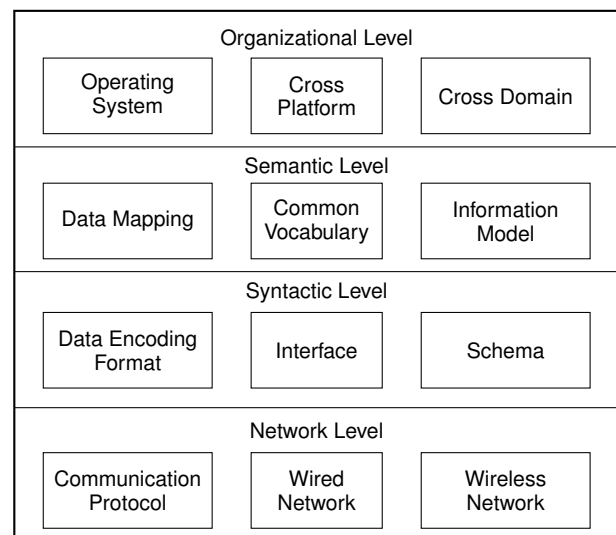 Organizational Level
Operating
System
Cross
Platform
Cross Domain
Semantic Level
Data Mapping
Common
Vocabulary
Information
Model
Syntactic Level
Data Encoding
Format
Interface
Schema
Network Level
Communication
Protocol
Wired
Network
Wireless
Network